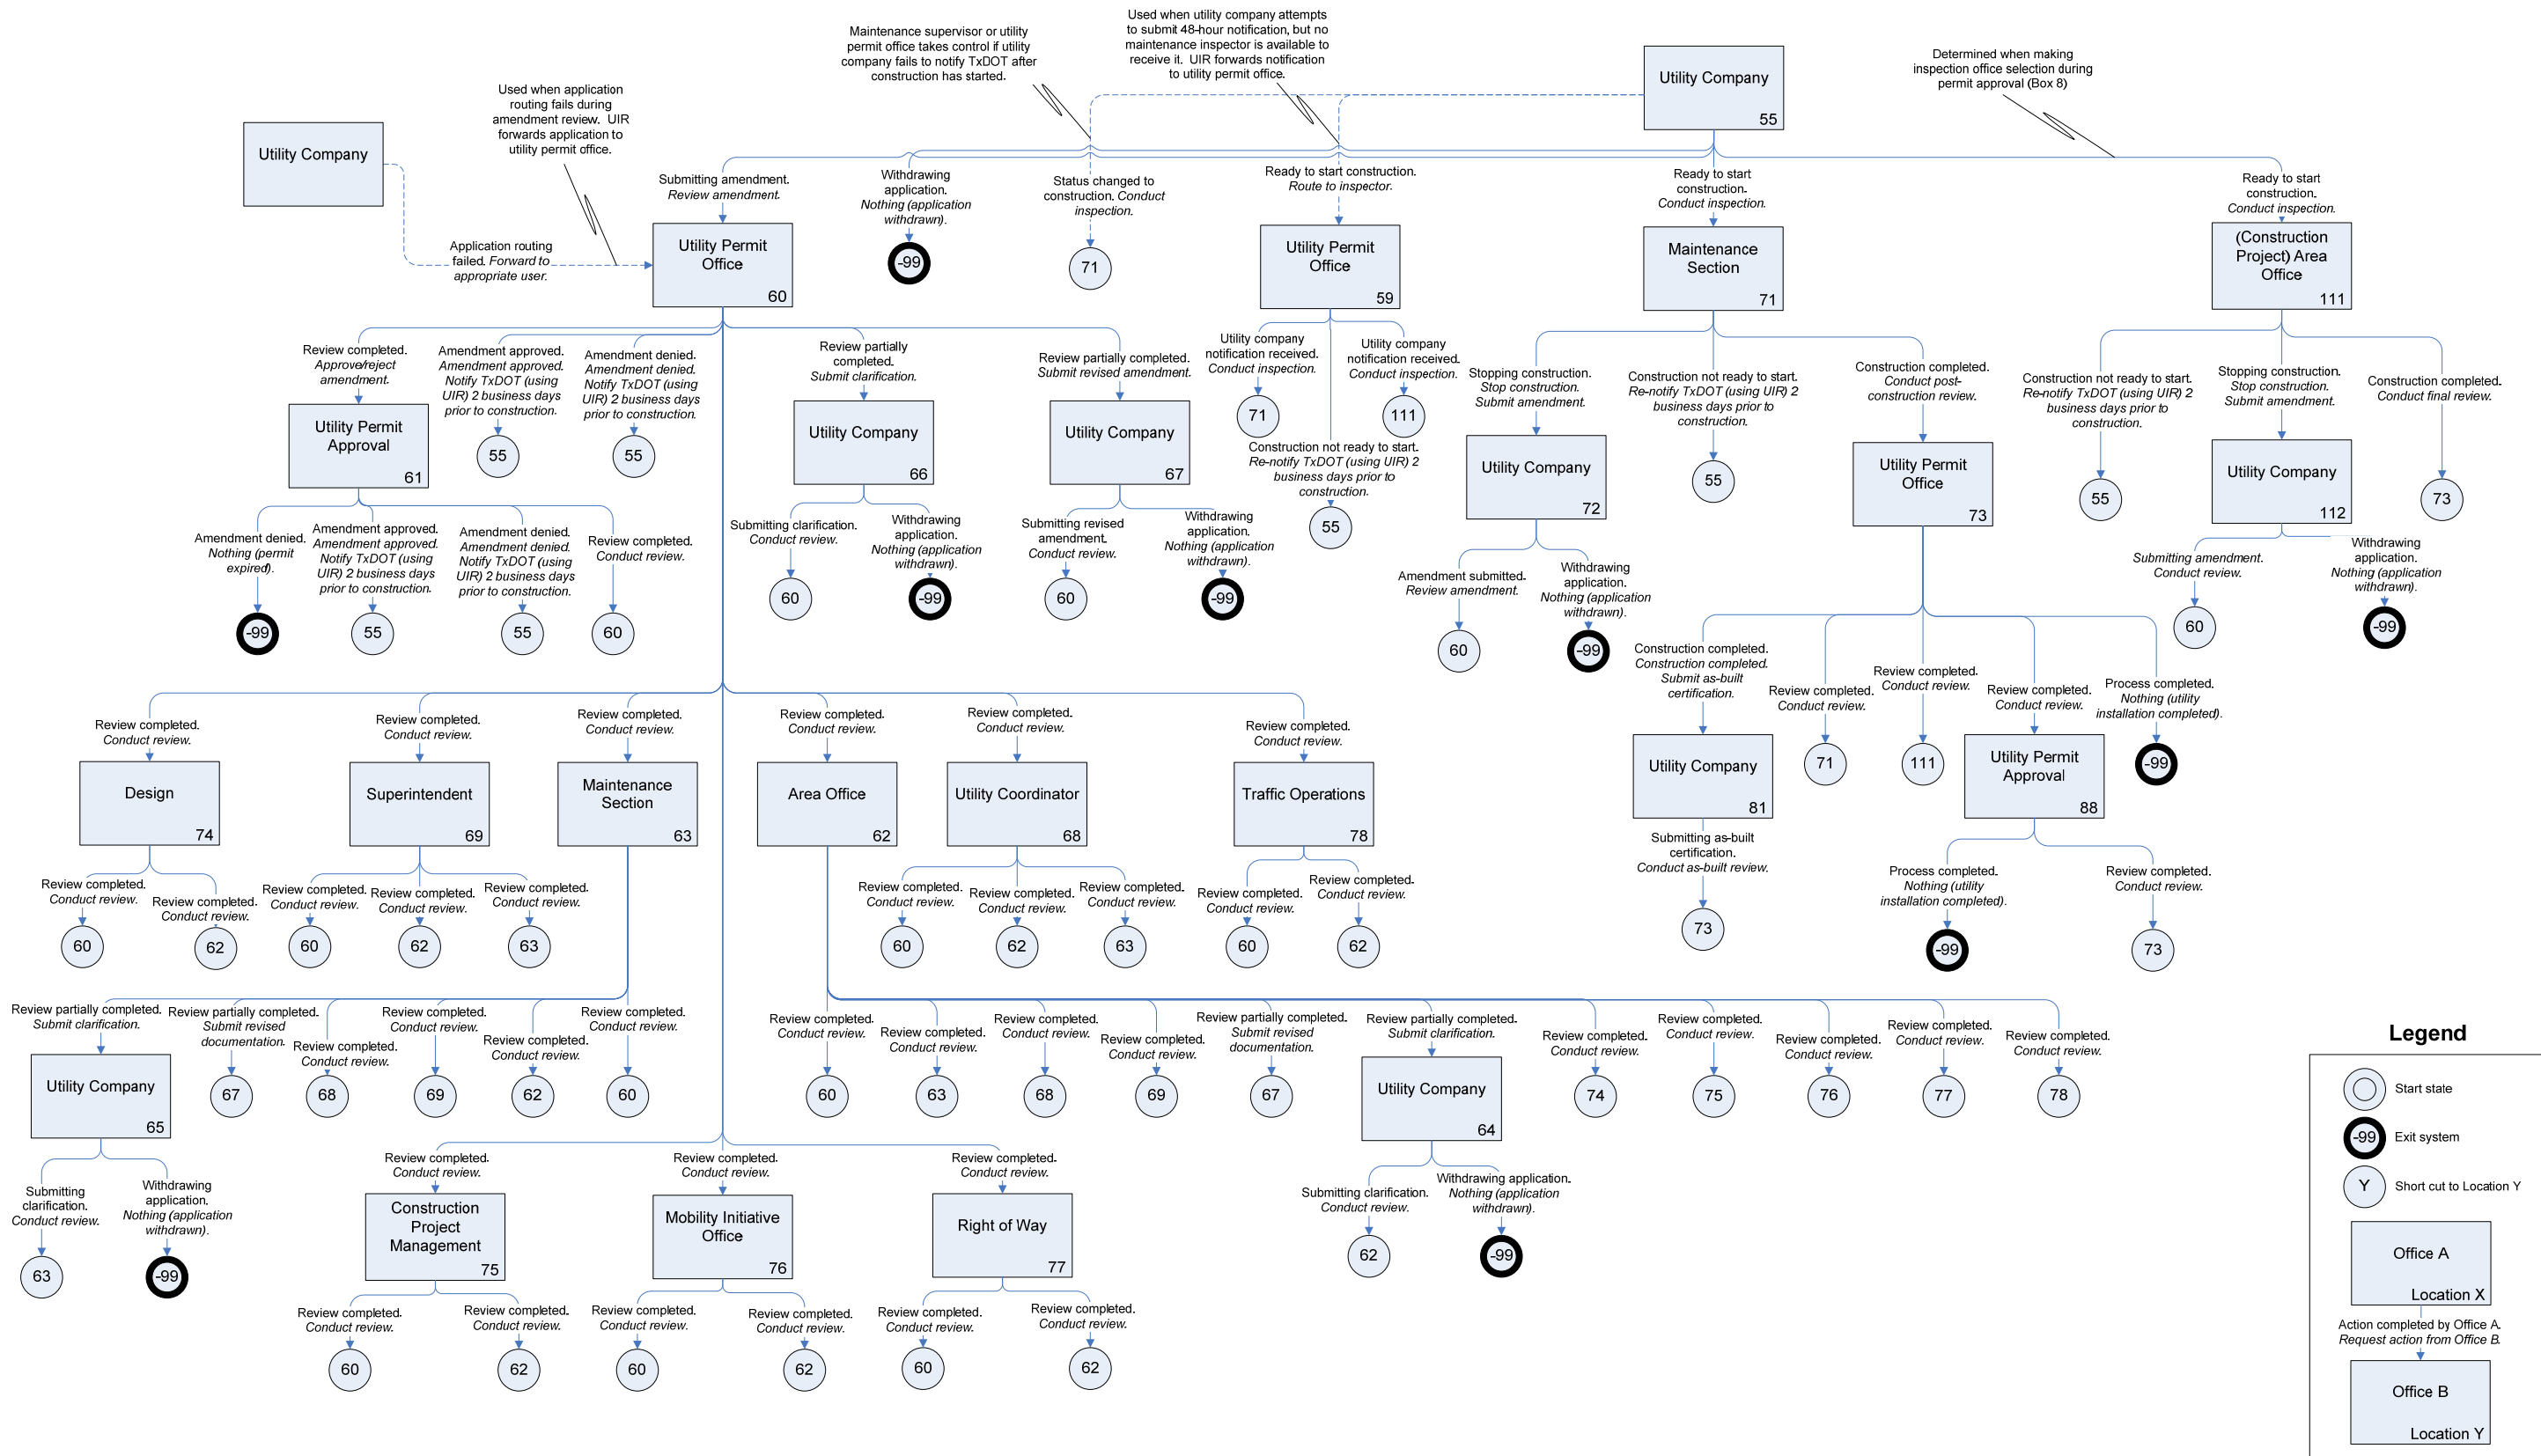 Used when utility company attempts
to submit 48-hour notification, but no
maintenance inspector is available to
receive it.  UIR forwards notification
to utility permit office.
Maintenance supervisor or utility
permit office takes control if utility
company fails to notify TxDOT after
construction has started.
Determined when making
inspection office selection during
permit approval (Box 8)
Used when application
routing fails during
amendment review.  UIR
forwards application to
utility permit office.
Utility Company
55
Utility Company
Application routing
failed. Forward to
appropriate user.
Submitting amendment.
Review amendment.
Withdrawing
application.
Nothing (application
withdrawn).
-99
Status changed to
construction. Conduct
inspection.
71
Ready to start construction.
Route to inspector.
Ready to start
construction.
Conduct inspection.
Ready to start
construction.
Conduct inspection.
Utility Permit
Office
60
Utility Permit
Office
59
Maintenance
Section
71
(Construction
Project) Area
Office
111
Review completed.
Approve/reject
amendment.
Amendment approved.
Amendment approved.
Notify TxDOT (using
UIR) 2 business days
prior to construction.
55
Amendment denied.
Amendment denied.
Notify TxDOT (using
UIR) 2 business days
prior to construction.
55
Review partially
completed.
Submit clarification.
Review partially completed.
Submit revised amendment.
Utility company
notification received.
Conduct inspection.
71
Utility company
notification received.
Conduct inspection.
111
Construction not ready to start.
Re-notify TxDOT (using UIR) 2
business days prior to
construction.
55
Stopping construction.
Stop construction.
Submit amendment.
Construction not ready to start.
Re-notify TxDOT (using UIR) 2
business days prior to
construction.
55
Construction completed.
Conduct post-
construction review.
Construction not ready to start.
Re-notify TxDOT (using UIR) 2
business days prior to
construction.
55
Stopping construction.
Stop construction.
Submit amendment.
Construction completed.
Conduct final review.
73
Utility Permit
Approval
61
Utility Company
66
Utility Company
67
Utility Company
72
Utility Permit
Office
73
Utility Company
112
Amendment denied.
Nothing (permit
expired).
-99
Amendment approved.
Amendment approved.
Notify TxDOT (using
UIR) 2 business days
prior to construction.
55
Amendment denied.
Amendment denied.
Notify TxDOT (using
UIR) 2 business days
prior to construction.
55
Review completed.
Conduct review.
60
Submitting clarification.
Conduct review.
60
Withdrawing
application.
Nothing (application
withdrawn).
-99
Submitting revised
amendment.
Conduct review.
60
Withdrawing
application.
Nothing (application
withdrawn).
-99
Amendment submitted.
Review amendment.
60
Withdrawing
application.
Nothing (application
withdrawn).
-99
Submitting amendment.
Conduct review.
60
Withdrawing
application.
Nothing (application
withdrawn).
-99
Construction completed.
Construction completed.
Submit as-built
certification.
Review completed.
Conduct review.
71
Review completed.
Conduct review.
111
Review completed.
Conduct review.
Process completed.
Nothing (utility
installation completed).
-99
Utility Company
81
Utility Permit
Approval
88
Submitting as-built
certification.
Conduct as-built review.
73
Process completed.
Nothing (utility
installation completed).
-99
Review completed.
Conduct review.
73
Review completed.
Conduct review.
Review completed.
Conduct review.
Review completed.
Conduct review.
Review completed.
Conduct review.
Review completed.
Conduct review.
Review completed.
Conduct review.
Design
74
Superintendent
69
Maintenance
Section
63
Area Office
62
Utility Coordinator
68
Traffic Operations
78
Review completed.
Conduct review.
60
Review completed.
Conduct review.
62
Review completed.
Conduct review.
60
Review completed.
Conduct review.
62
Review completed.
Conduct review.
63
Review completed.
Conduct review.
60
Review completed.
Conduct review.
62
Review completed.
Conduct review.
63
Review completed.
Conduct review.
60
Review completed.
Conduct review.
62
Review partially completed.
Submit clarification.
Utility Company
65
Review partially completed.
Submit revised
documentation.
67
Review completed.
Conduct review.
68
Review completed.
Conduct review.
69
Review completed.
Conduct review.
62
Review completed.
Conduct review.
60
Review completed.
Conduct review.
60
Review completed.
Conduct review.
63
Review completed.
Conduct review.
68
Review completed.
Conduct review.
69
Review partially completed.
Submit revised
documentation.
67
Review partially completed.
Submit clarification.
Utility Company
64
Review completed.
Conduct review.
74
Review completed.
Conduct review.
75
Review completed.
Conduct review.
76
Review completed.
Conduct review.
77
Review completed.
Conduct review.
78
Submitting
clarification.
Conduct review.
63
Withdrawing
application.
Nothing (application
withdrawn).
-99
Review completed.
Conduct review.
Construction
Project
Management
75
Review completed.
Conduct review.
Mobility Initiative
Office
76
Review completed.
Conduct review.
Right of Way
77
Submitting clarification.
Conduct review.
62
Withdrawing application.
Nothing (application
withdrawn).
-99
Review completed.
Conduct review.
60
Review completed.
Conduct review.
62
Review completed.
Conduct review.
60
Review completed.
Conduct review.
62
Review completed.
Conduct review.
60
Review completed.
Conduct review.
62
Legend
Start state
-99
Exit system
Y
Short cut to Location Y
Office A
Location X
Action completed by Office A.
Request action from Office B.
Office B
Location Y